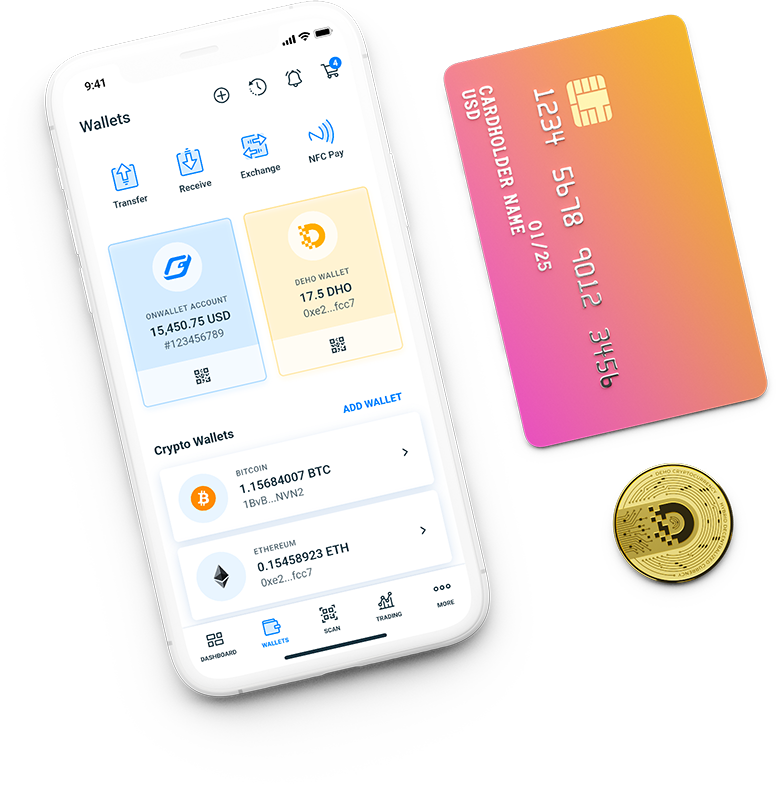 9:41
4
Wallets
Transfer
Receive
Exchange
NFC Pay
ONWALLET ACCOUNT
15,450.75 USD
#123456789
DEHO WALLET
17.5 DHO
0xe2...fcc7
ADD WALLET
Crypto Wallets
BITCOIN
1.15684007 BTC
1BvB...NVN2
ETHEREUM
0.15458923 ETH
0xe2...fcc7
DASHBOARD
WALLETS
SCAN
TRADING
MORE
1234 5678 9012 3456
01/25
CARDHOLDER NAME
USD
DEHO